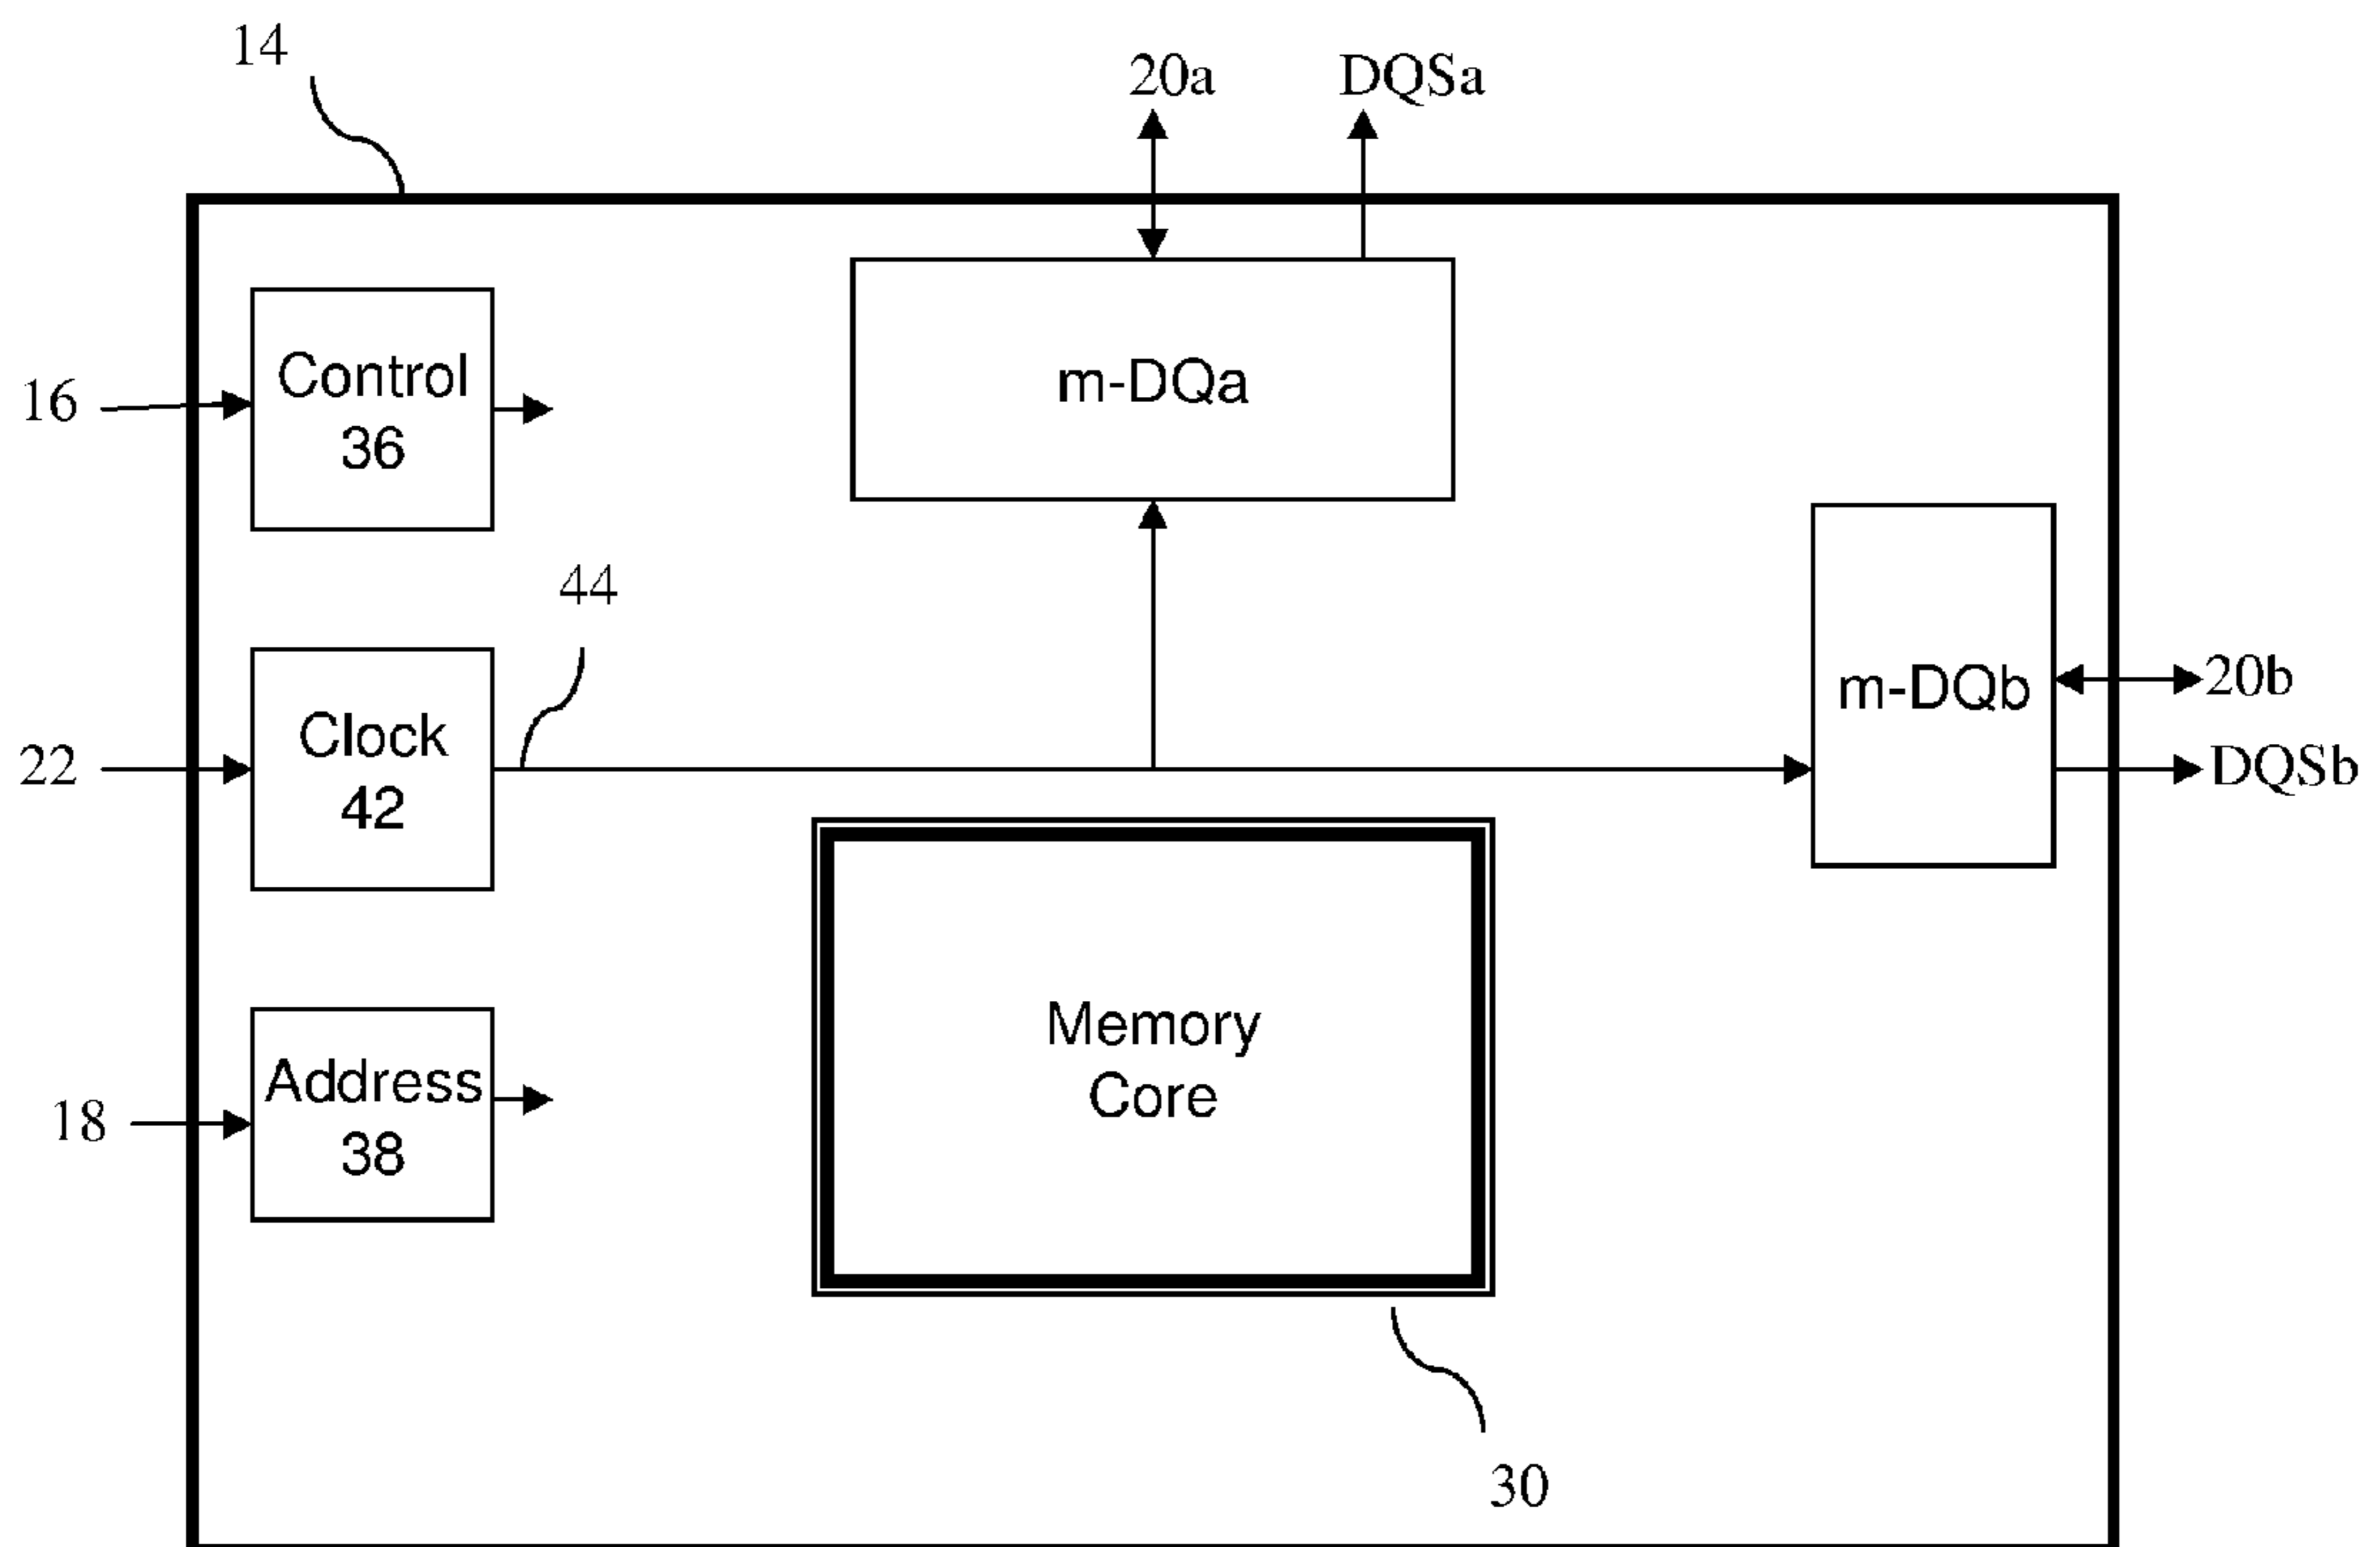 14
20a
DQSa
Control
36
16
m-DQa
44
m-DQb
20b
Clock
42
22
DQSb
Memory
Core
Address
38
18
30